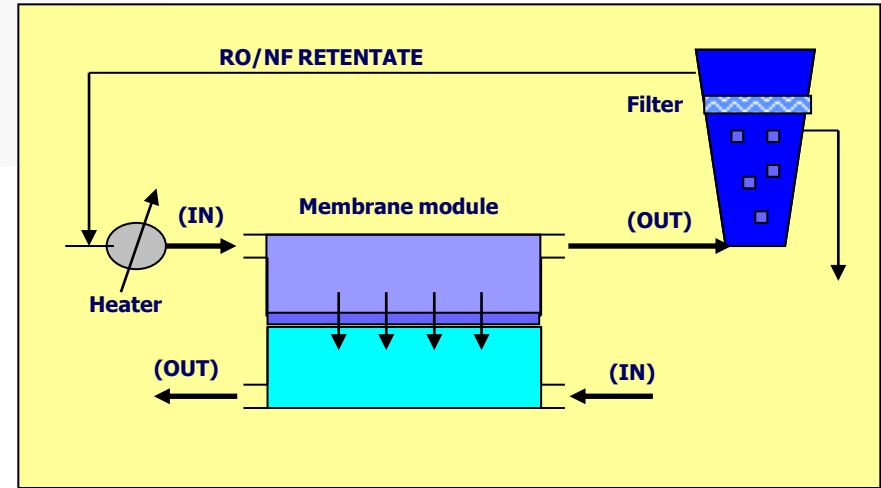 RO/NF RETENTATE
Filter
(IN)
Membrane module
(OUT)
Heater
(OUT)
(IN)